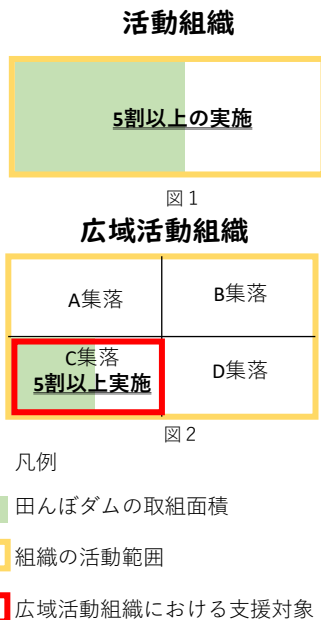 活動組織
5割以上の実施
図1
広域活動組織
A集落
B集落
C集落
5割以上実施
D集落
図2
凡例
田んぼダムの取組面積
組織の活動範囲
広域活動組織における支援対象